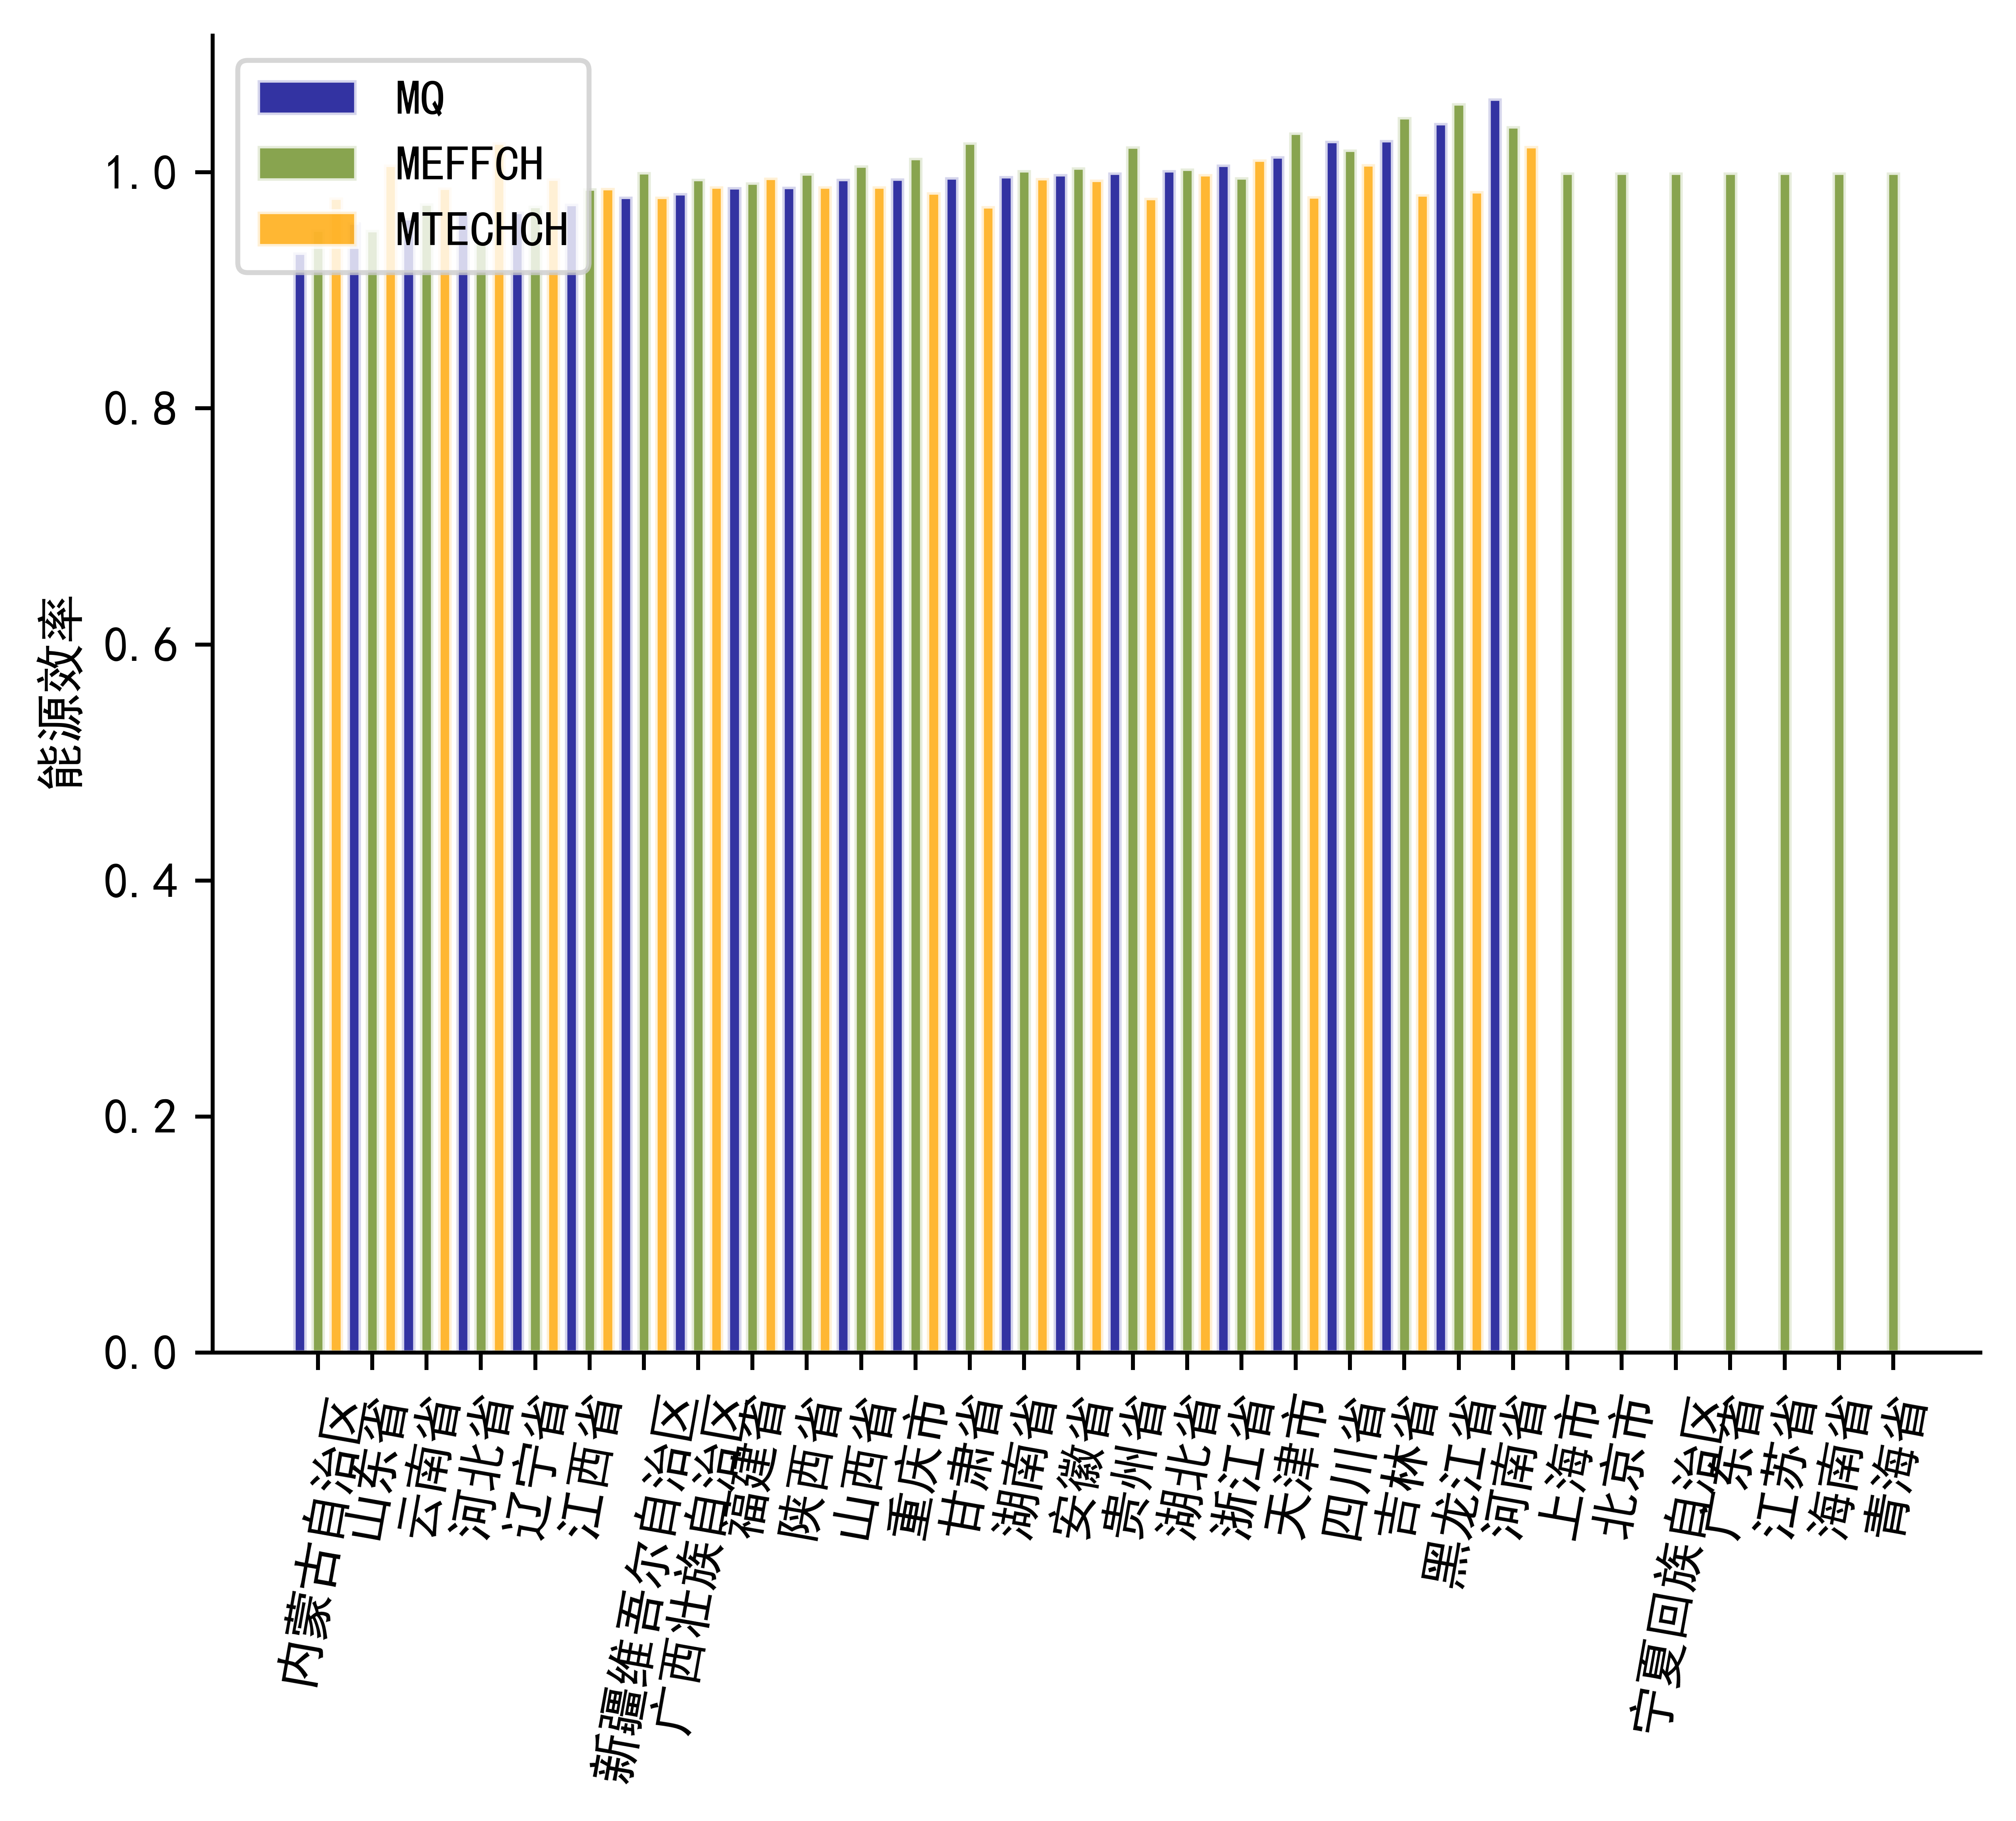 MQ
MEFFCH
MTECHCH
1.0
0.8
0.6
0.4
0.2
0.0
能源效率
内蒙古自治区
山东省
云南省
河北省
辽宁省
江西省
新疆维吾尔自治区
广西壮族自治区
福建省
陕西省
山西省
重庆市
甘肃省
湖南省
安徽省
贵州省
湖北省
浙江省
天津市
四川省
吉林省
黑龙江省
河南省
上海市
北京市
宁夏回族自治区
广东省
江苏省
海南省
青海省